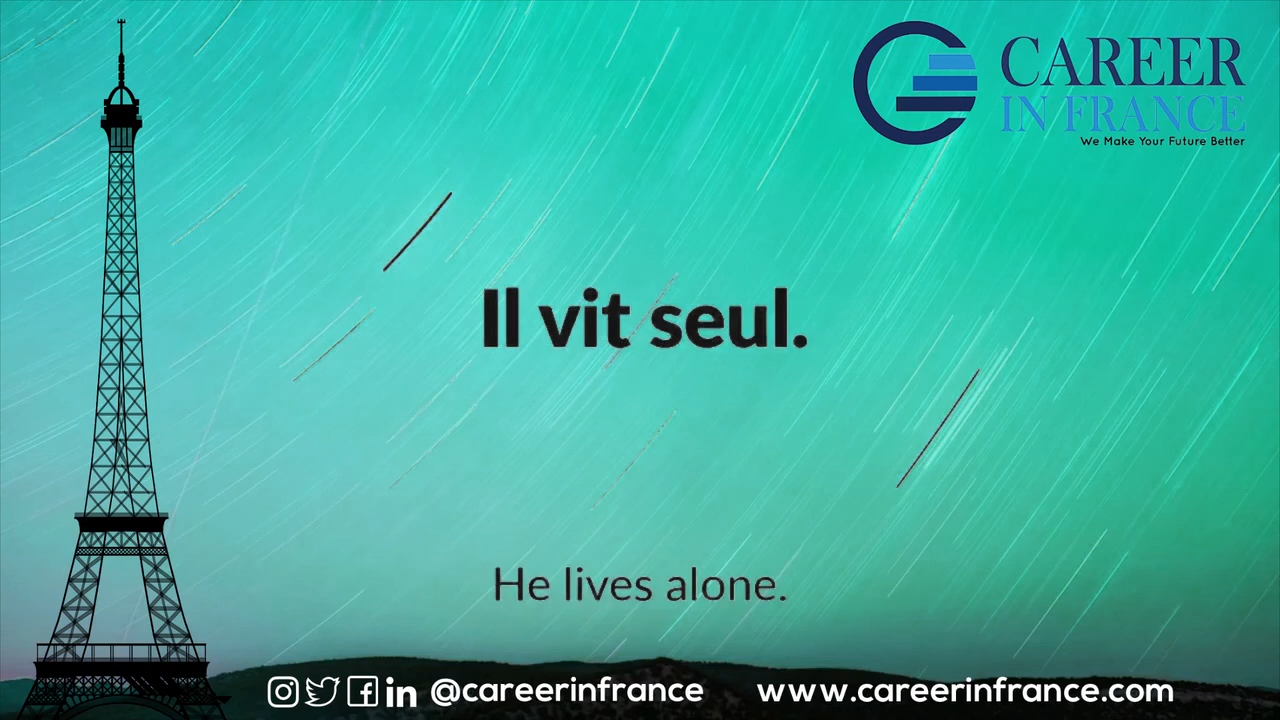 CAREER
IN FRANCE
We Make Your Future Better
Il vit seul.
He lives alone.
@careerinfrance
www.careerinfrance.com